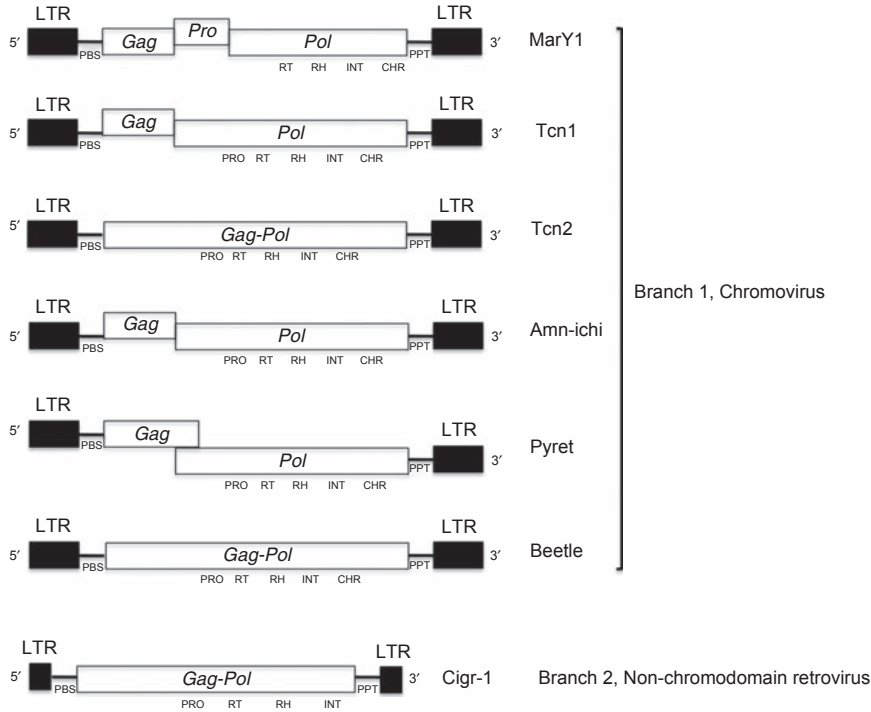 LTR LTR
5′ PBS Gag Pro Pol PPT 3′ MarY1
RT RH INT CHR
LTR LTR
5′ PBS Gag Pol PPT 3′ Tcn1
PRO RT RH INT CHR
LTR LTR
5′ PBS Gag-Pol PPT 3′ Tcn2
PRO RT RH INT CHR
Branch 1, Chromovirus
LTR LTR
5′ PBS Gag Pol PPT 3′ Amn-ichi
PRO RT RH INT CHR
LTR LTR
5′ PBS Gag Pol PPT 3′ Pyret
PRO RT RH INT CHR
LTR LTR
5′ PBS Gag-Pol PPT 3′ Beetle
PRO RT RH INT CHR
LTR LTR
5′ PBS Gag-Pol PPT 3′ Cigr-1 Branch 2, Non-chromodomain retrovirus
PRO RT RH INT